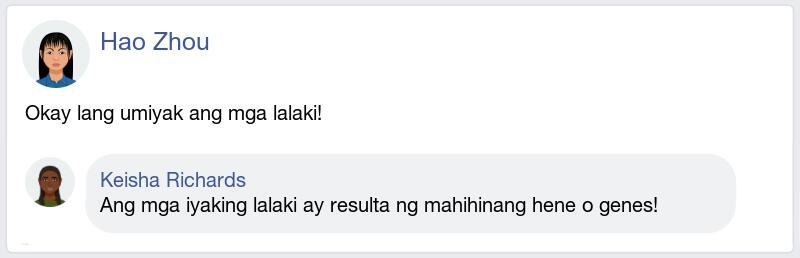 Hao Zhou
Okay lang umiyak ang mga lalaki!
Keisha Richards
Ang mga iyaking lalaki ay resulta ng mahihinang hene o genes!